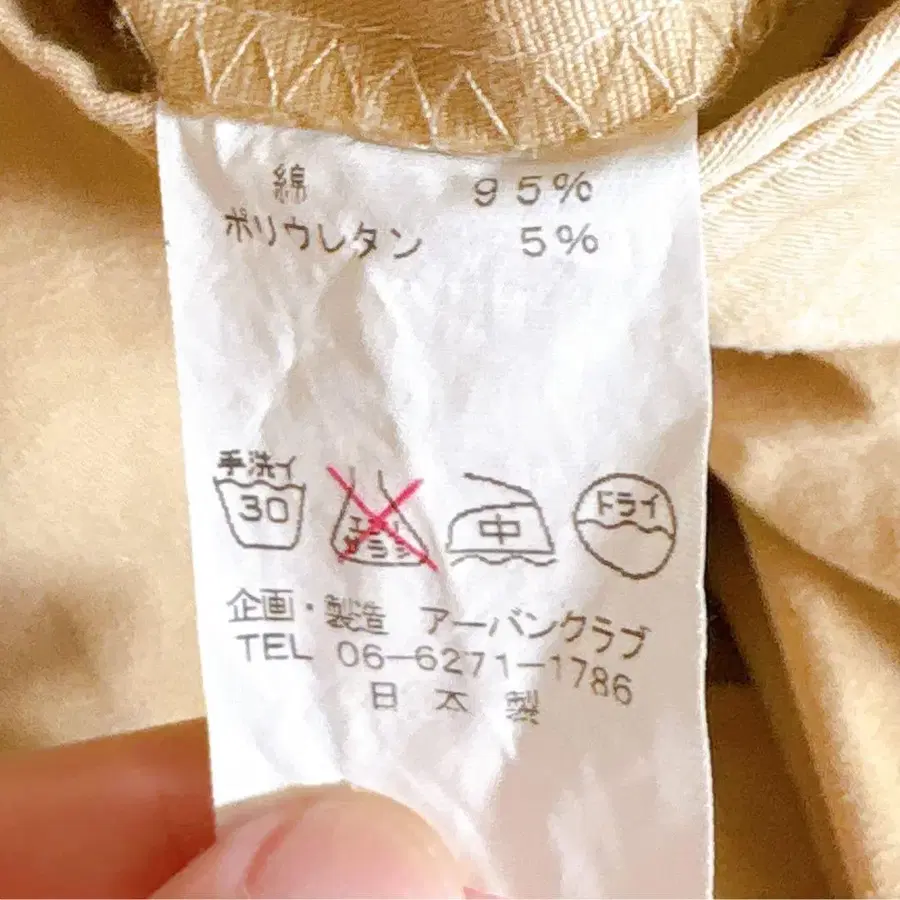 綿 95%
ポリウレタン 5%
手洗イ
30
エンソ
サラシ
中
ドライ
企画・製造 アーバンクラブ
TEL 06-6271-1786
日本製